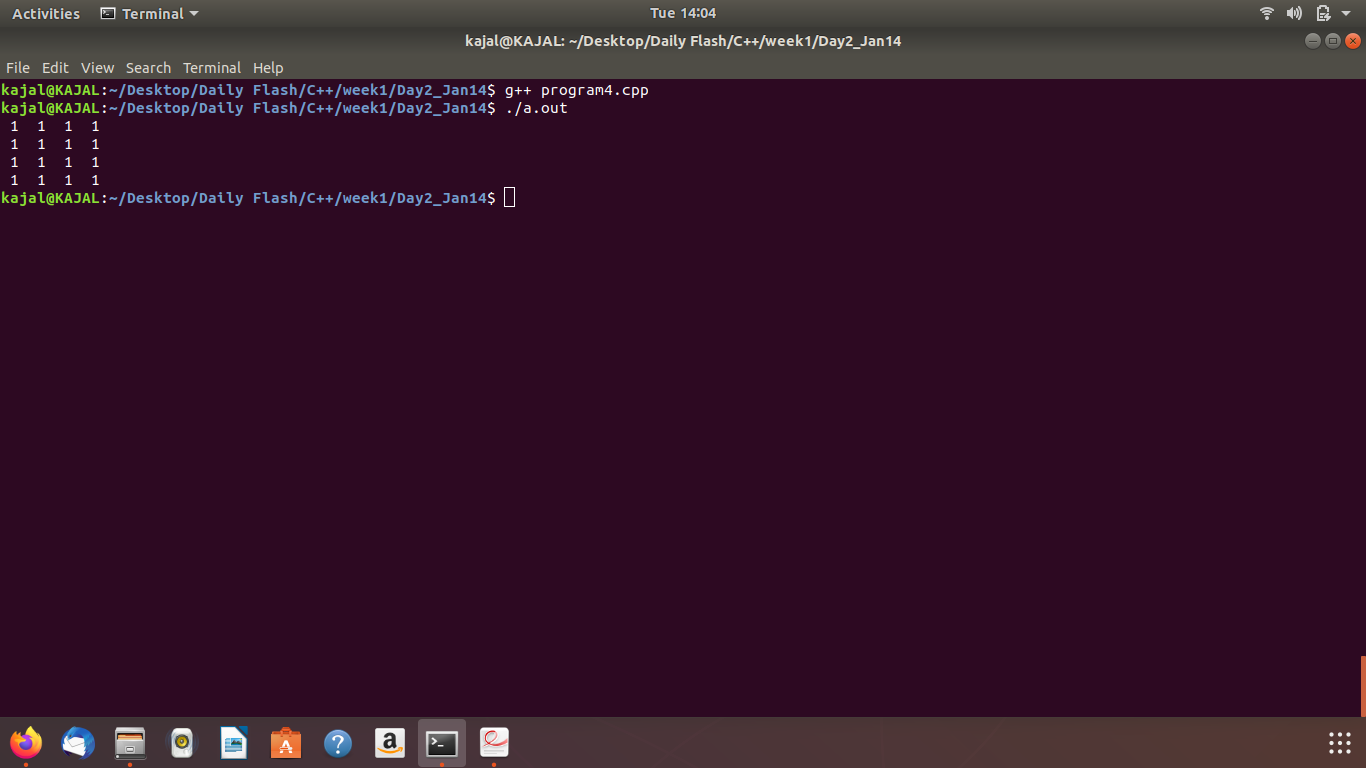 Activities Terminal Tue 14:04
kajal@KAJAL: ~/Desktop/Daily Flash/C++/week1/Day2_Jan14
File Edit View Search Terminal Help
kajal@KAJAL:~/Desktop/Daily Flash/C++/week1/Day2_Jan14$ g++ program4.cpp
kajal@KAJAL:~/Desktop/Daily Flash/C++/week1/Day2_Jan14$ ./a.out
1 1 1 1
1 1 1 1
1 1 1 1
1 1 1 1
kajal@KAJAL:~/Desktop/Daily Flash/C++/week1/Day2_Jan14$